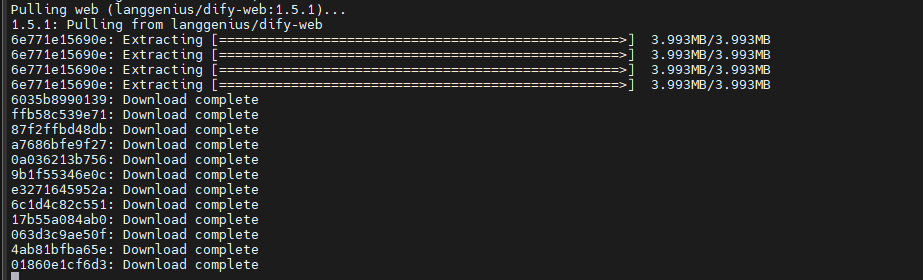 Pulling web (langgenius/dify-web:1.5.1)...
1.5.1: Pulling from langgenius/dify-web
6e771e15690e: Extracting [==================================================>]  3.993MB/3.993MB
6e771e15690e: Extracting [==================================================>]  3.993MB/3.993MB
6e771e15690e: Extracting [==================================================>]  3.993MB/3.993MB
6e771e15690e: Extracting [==================================================>]  3.993MB/3.993MB
6035b8990139: Download complete
ffb58c539e71: Download complete
87f2ffbd48db: Download complete
a7686bfe9f27: Download complete
0a036213b756: Download complete
9b1f55346e0c: Download complete
e3271645952a: Download complete
6c1d4c82c551: Download complete
17b55a084ab0: Download complete
063d3c9ae50f: Download complete
4ab81bfba65e: Download complete
01860e1cf6d3: Download complete